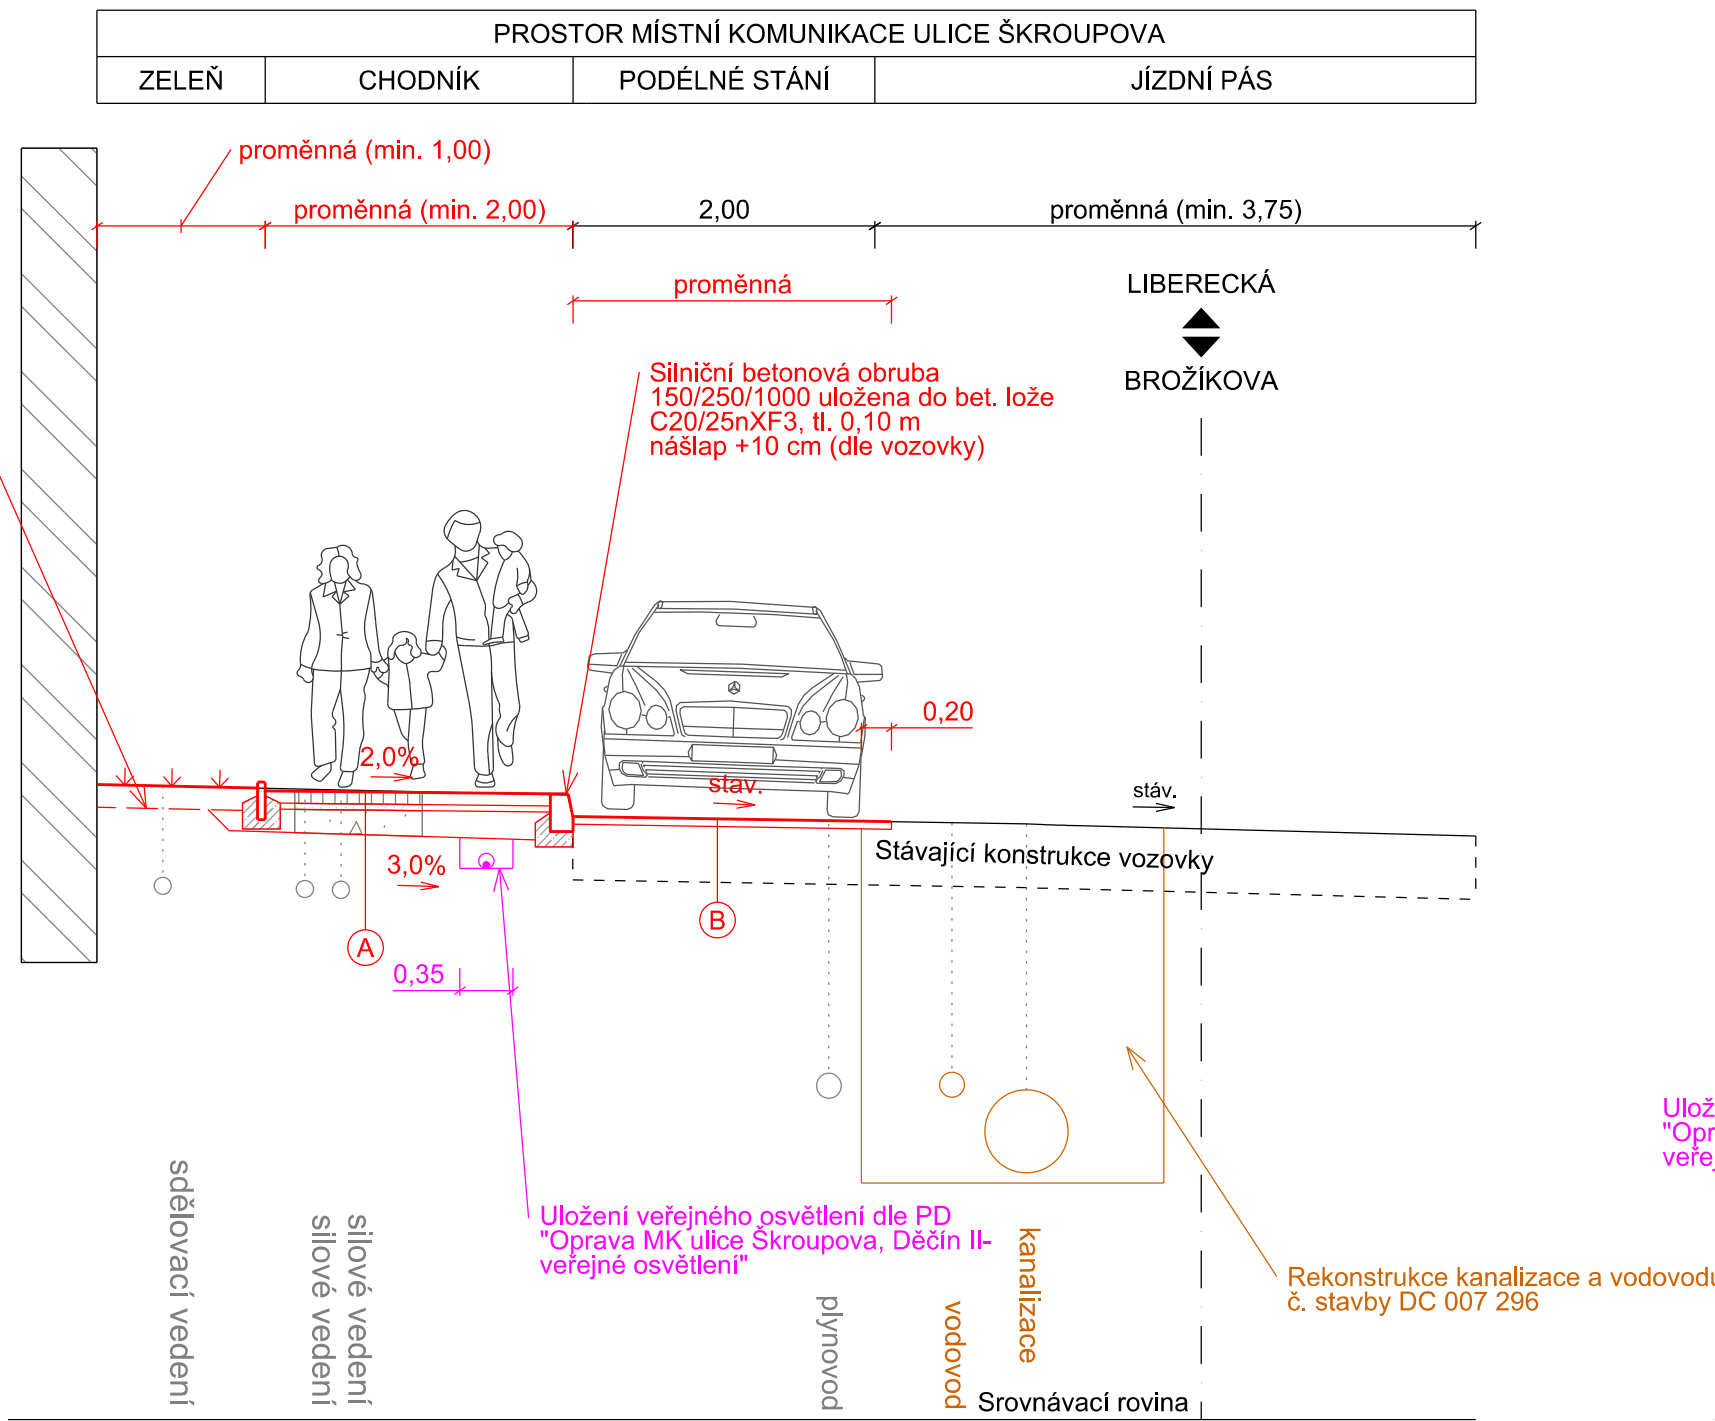 PROSTOR MÍSTNÍ KOMUNIKACE ULICE ŠKROUPOVA
ZELEŇ
CHODNÍK
PODÉLNÉ STÁNÍ
JÍZDNÍ PÁS
proměnná (min. 1,00)
proměnná (min. 2,00)
2,00
proměnná (min. 3,75)
proměnná
LIBERECKÁ
BROŽÍKOVA
Silniční betonová obruba
150/250/1000 uložena do bet. lože
C20/25nXF3, tl. 0,10 m
nášlap +10 cm (dle vozovky)
0,20
2,0%
stav.
stáv.
Stávající konstrukce vozovky
3,0%
A
B
0,35
Ulož
"Opr
veřej
Uložení veřejného osvětlení dle PD
"Oprava MK ulice Škroupova, Děčín II-
veřejné osvětlení"
Rekonstrukce kanalizace a vodovodu
č. stavby DC 007 296
sdělovací vedení
silové vedení
silové vedení
plynovod
vodovod
kanalizace
Srovnávací rovina